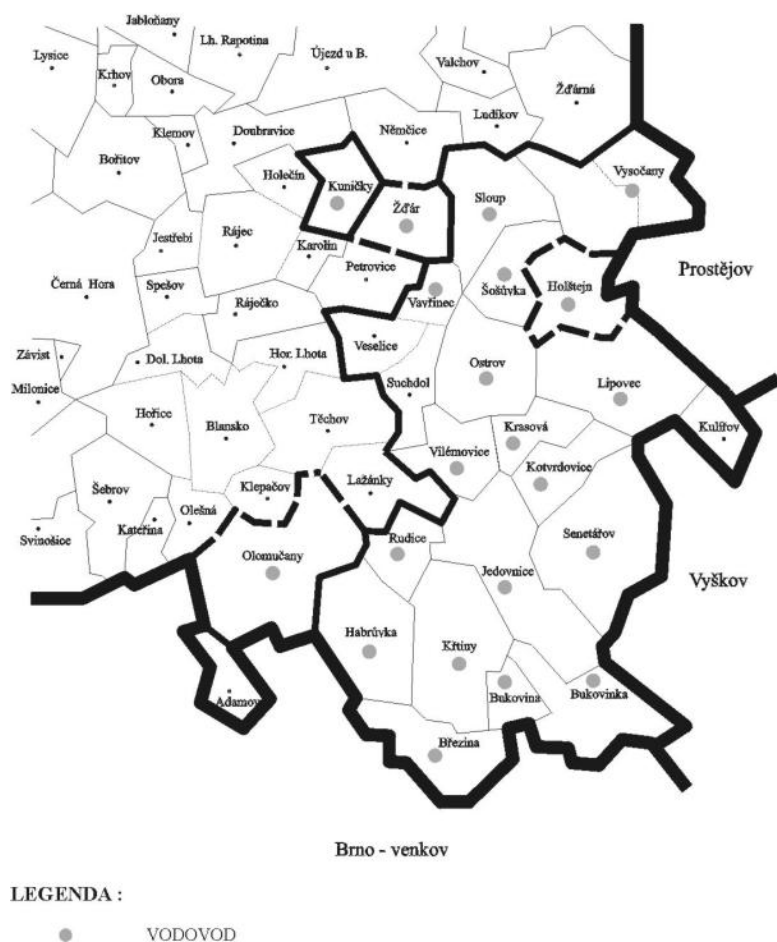 Jabloňany
Lh. Rapotina
Lysice
Krhov
Obora
Újezd u B.
Valchov
Žďárná
Ludíkov
Klemov
Doubravice
Němčice
Bořitov
Holečín
Kuničky
Žďár
Sloup
Vysočany
Jestřebí
Rájec
Karolín
Petrovice
Prostějov
Šošůvka
Holštejn
Černá Hora
Spešov
Ráječko
Vavřinec
Veselice
Závist
Dol. Lhota
Hor. Lhota
Ostrov
Milonice
Suchdol
Lipovec
Hořice
Blansko
Těchov
Krasová
Kulířov
Vilémovice
Kotvrdovice
Šebrov
Klepačov
Lažánky
Olešná
Kateřina
Svinošice
Rudice
Senetářov
Olomučany
Jedovnice
Vyškov
Habrůvka
Křtiny
Adamov
Bukovina
Bukovinka
Březina
Brno - venkov
LEGENDA :
VODOVOD